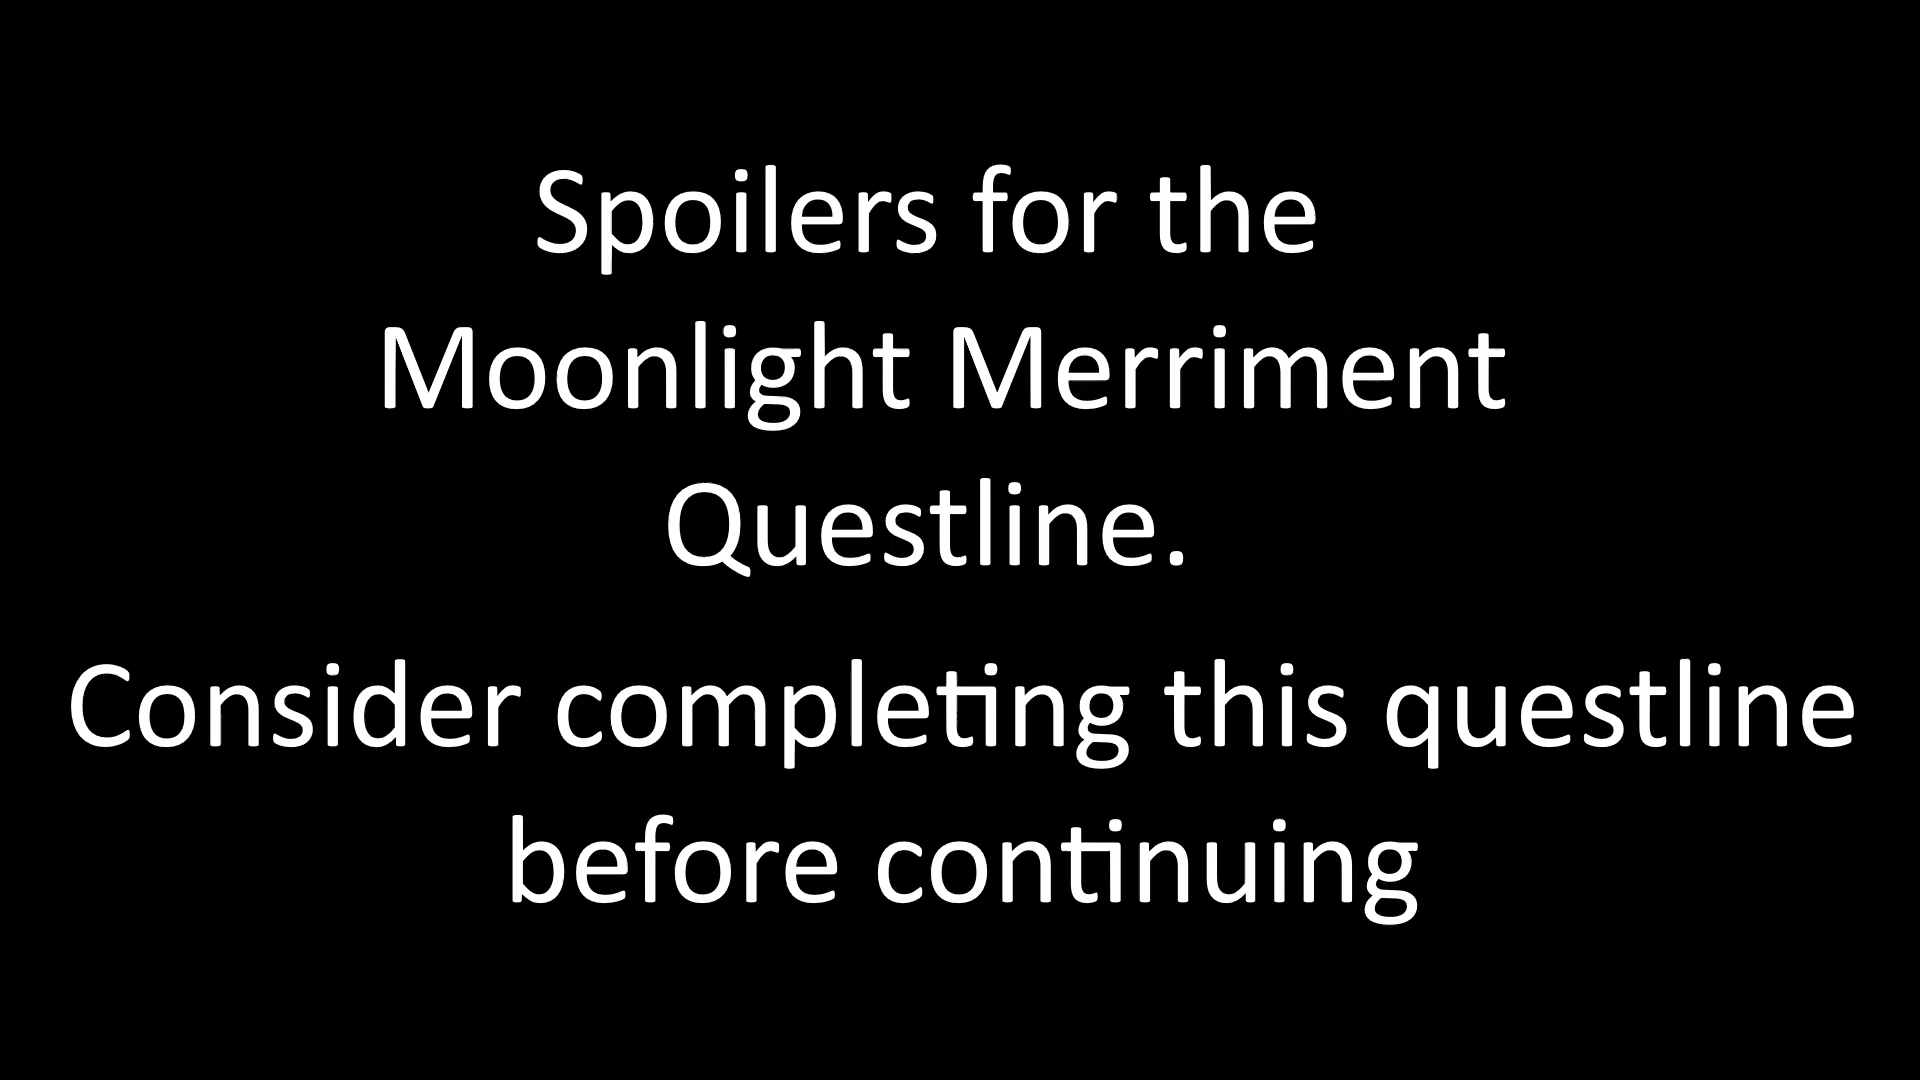 Spoilers for the
Moonlight Merriment
Questline.
Consider completing this questline
before continuing